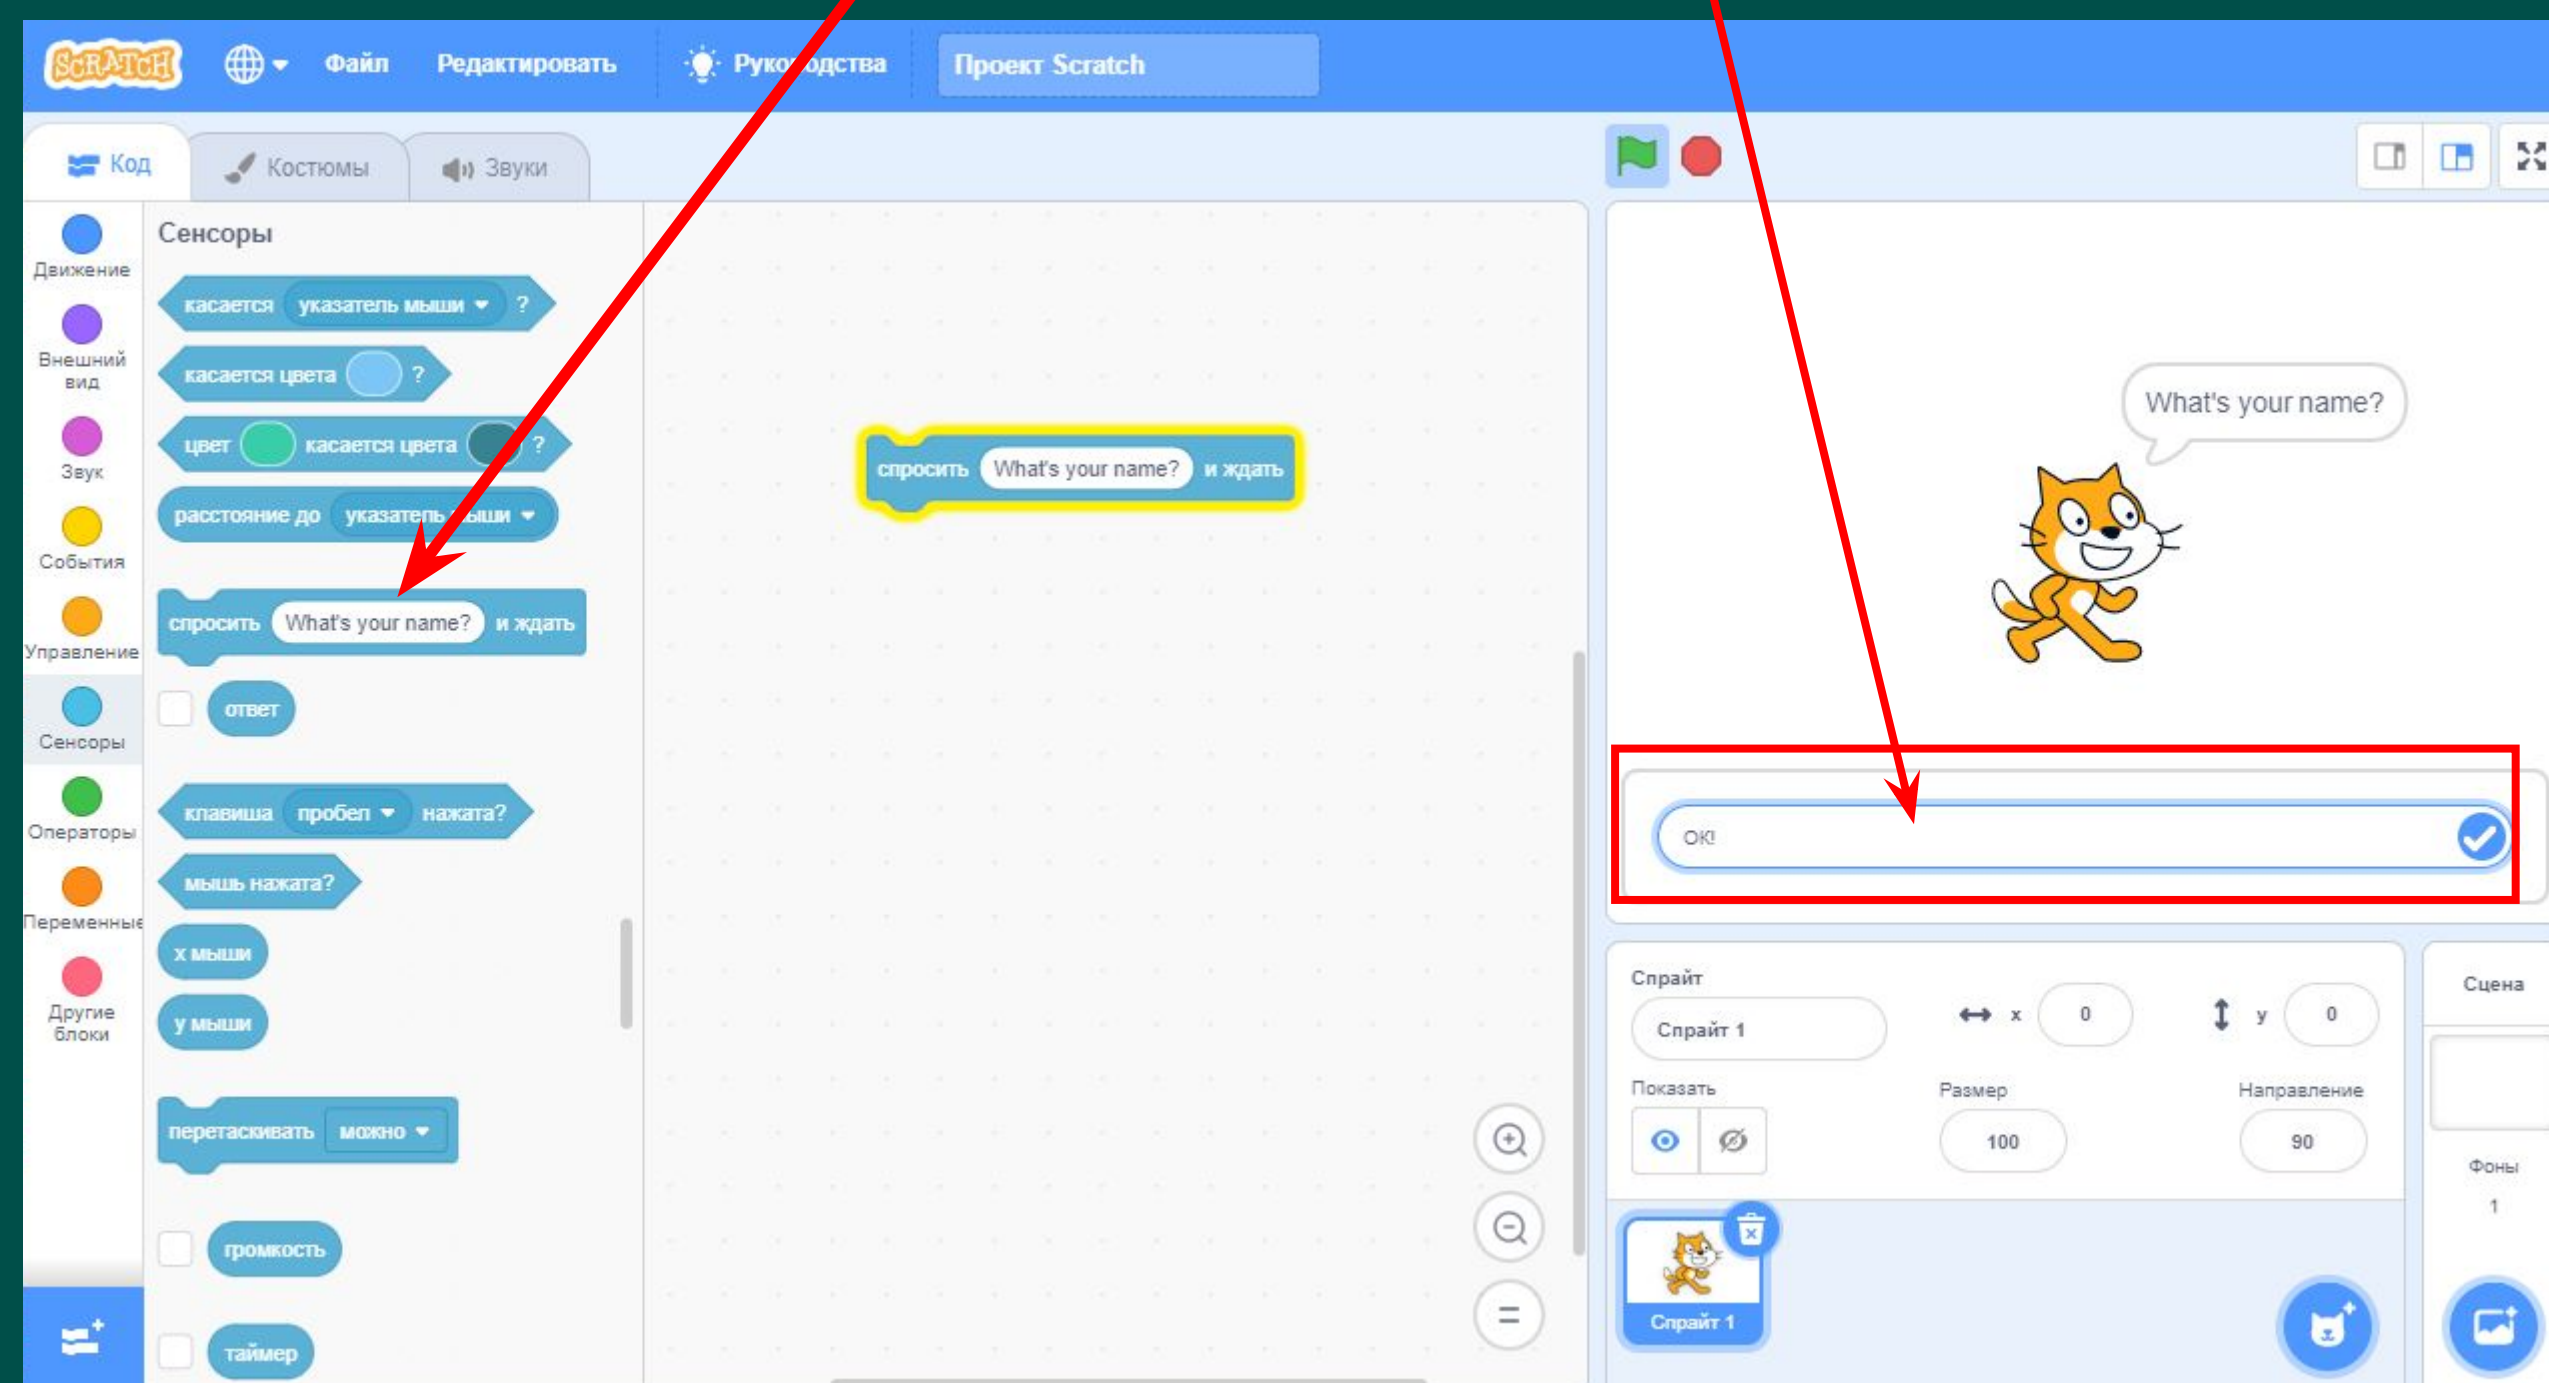 SCRATCH Файл Редактировать Руководства Проект Scratch
Код Костюмы Звуки
Движение
Внешний вид
Звук
События
Управление
Сенсоры
Операторы
Переменные
Другие блоки
Сенсоры
касается указатель мыши ?
касается цвета ?
цвет касается цвета ?
расстояние до указатель мыши
спросить What's your name? и ждать
ответ
клавиша пробел нажата?
мышь нажата?
x мыши
y мыши
перетаскивать можно
громкость
таймер
спросить What's your name? и ждать
What's your name?
OK!
Спрайт
Спрайт 1 x 0 y 0
Показать Размер Направление
100 90
Спрайт 1
Сцена
Фоны
1